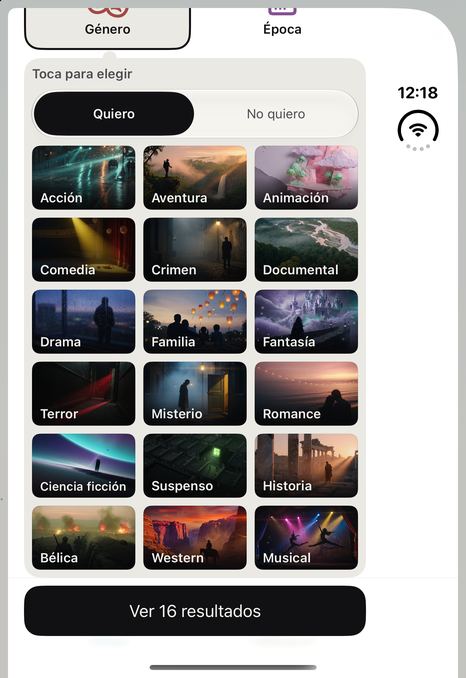 Género
Época
Toca para elegir
12:18
Quiero
No quiero
Acción
Aventura
Animación
Comedia
Crimen
Documental
Drama
Familia
Fantasía
Terror
Misterio
Romance
Ciencia ficción
Suspenso
Historia
Bélica
Western
Musical
Ver 16 resultados